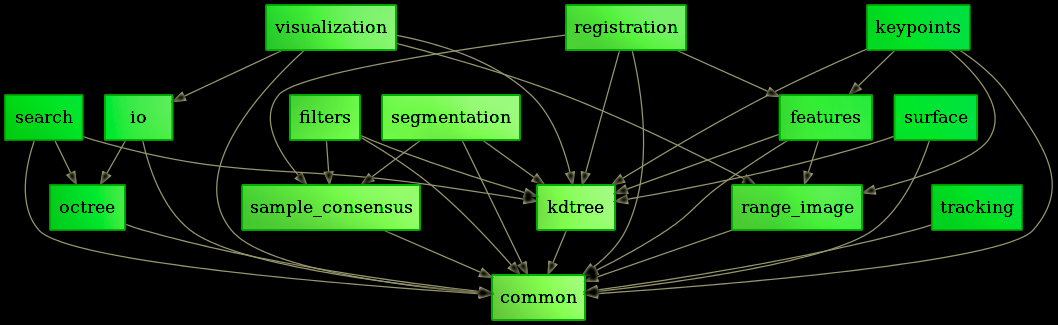 visualization
registration
keypoints
search
io
filters
segmentation
features
surface
octree
sample_consensus
kdtree
range_image
tracking
common